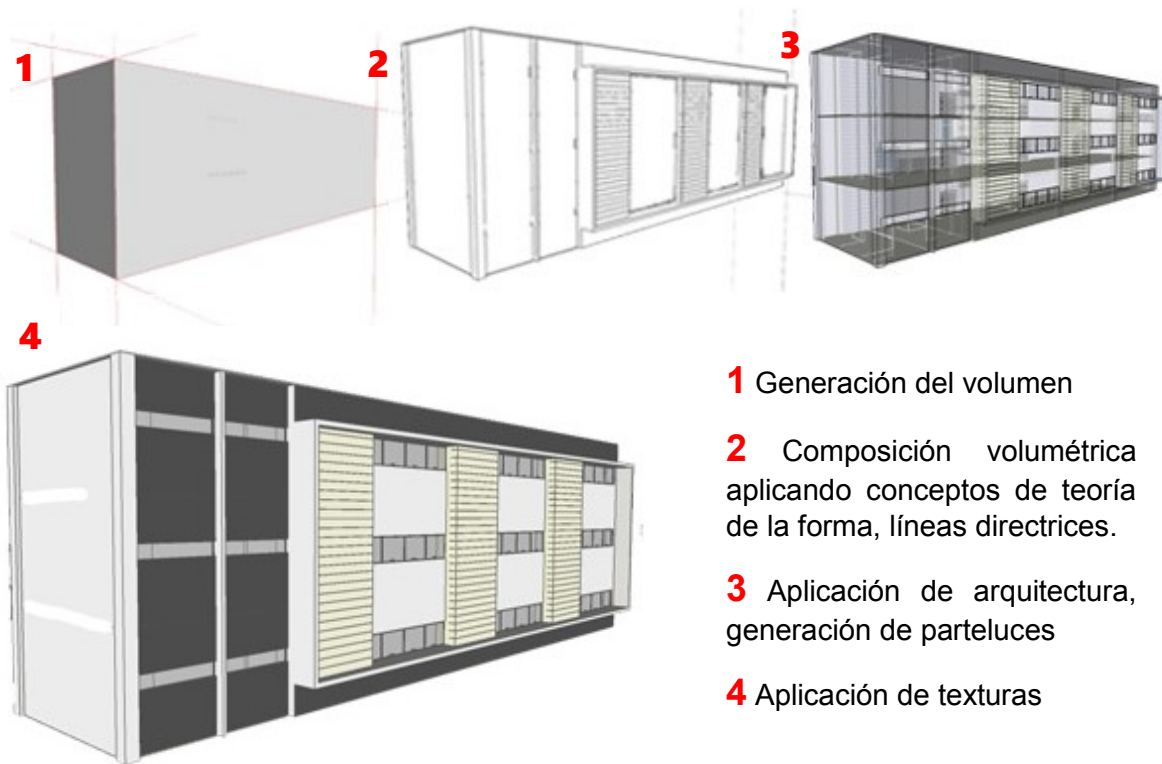 1
2
3
4
1 Generación del volumen
2 Composición volumétrica
aplicando conceptos de teoría
de la forma, líneas directrices.
3 Aplicación de arquitectura,
generación de parteluces
4 Aplicación de texturas